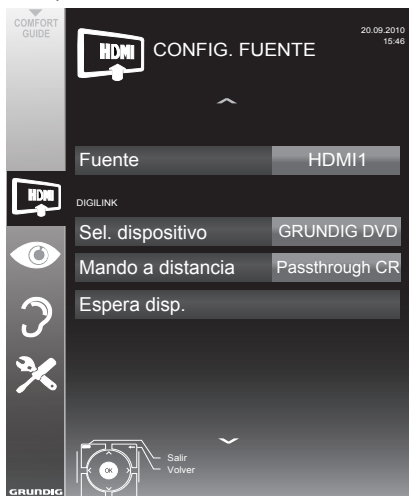 COMFORT
GUIDE
HDMI
CONFIG. FUENTE
20.09.2010
15:46
Fuente
HDMI1
HDMI
DIGILINK
Sel. dispositivo
GRUNDIG DVD
Mando a distancia
Passthrough CR
Espera disp.
Salir
Volver
OK
GRUNDIG